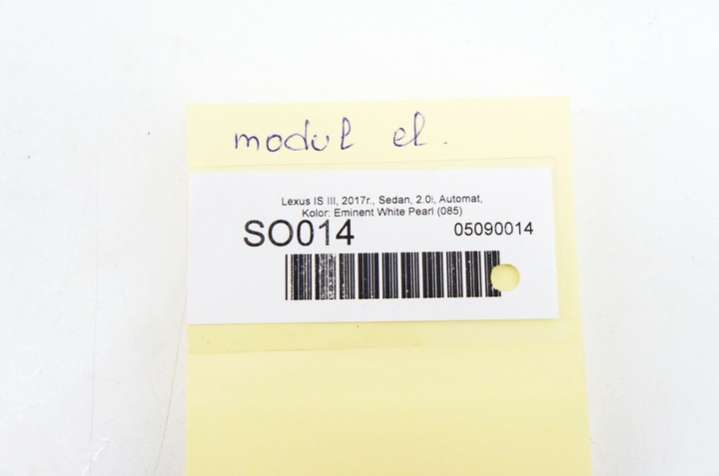 modul el.
Lexus IS III, 2017r., Sedan, 2.0i, Automat,
Kolor: Eminent White Pearl (085)
SO014 05090014